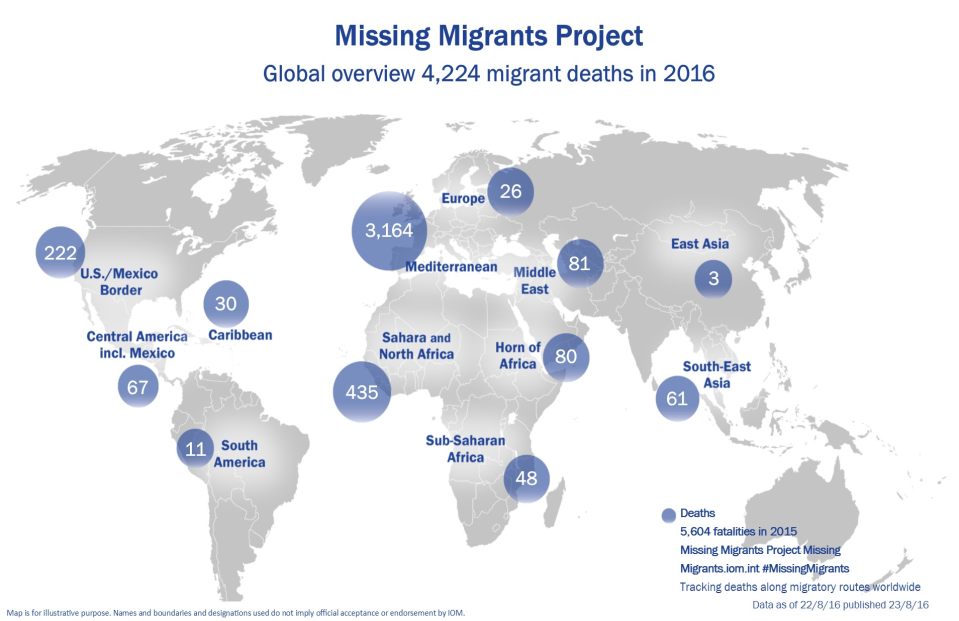 Missing Migrants Project
Global overview 4,224 migrant deaths in 2016
Europe
26
3,164
Mediterranean
222
U.S./Mexico
Border
30
Caribbean
Central America
incl. Mexico
67
11
South
America
Sahara and
North Africa
435
Middle
East
81
Horn of
Africa
80
Sub-Saharan
Africa
48
East Asia
3
South-East
Asia
61
Deaths
5,604 fatalities in 2015
Missing Migrants Project Missing
Migrants.iom.int #MissingMigrants
Tracking deaths along migratory routes worldwide
Data as of 22/8/16 published 23/8/16
Map is for illustrative purpose. Names and boundaries and designations used do not imply official acceptance or endorsement by IOM.